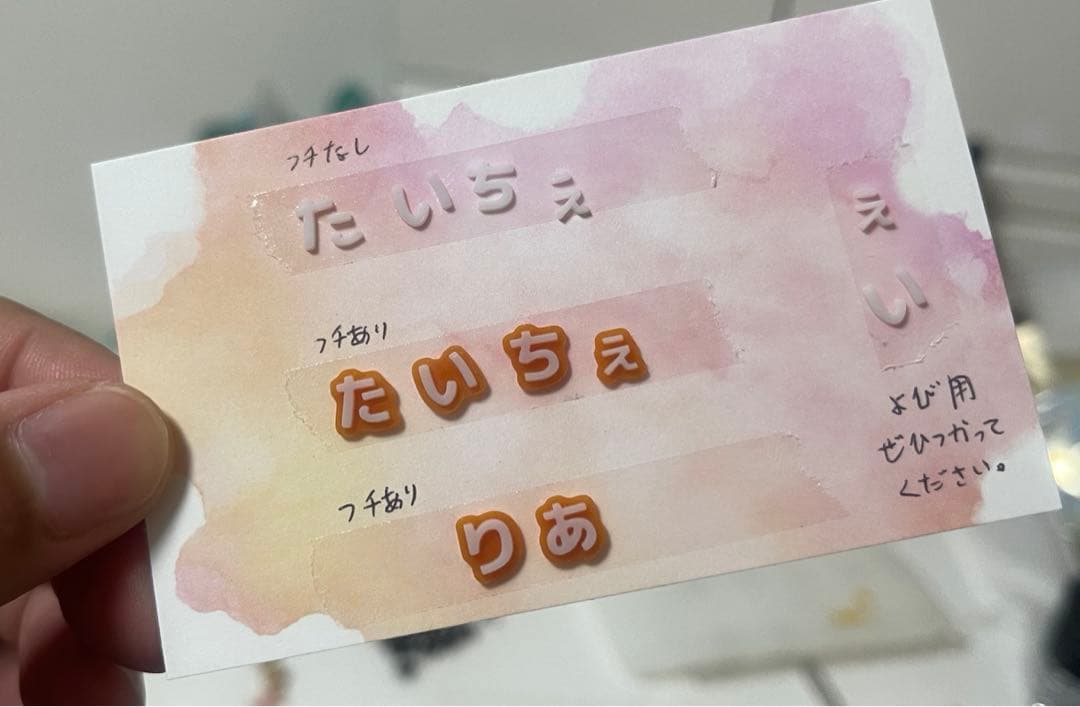 フチなし
たいちぇ
フチあり
たいちぇ
フチあり
りあ
ぇ
い
よび用
ぜひつかって
ください。